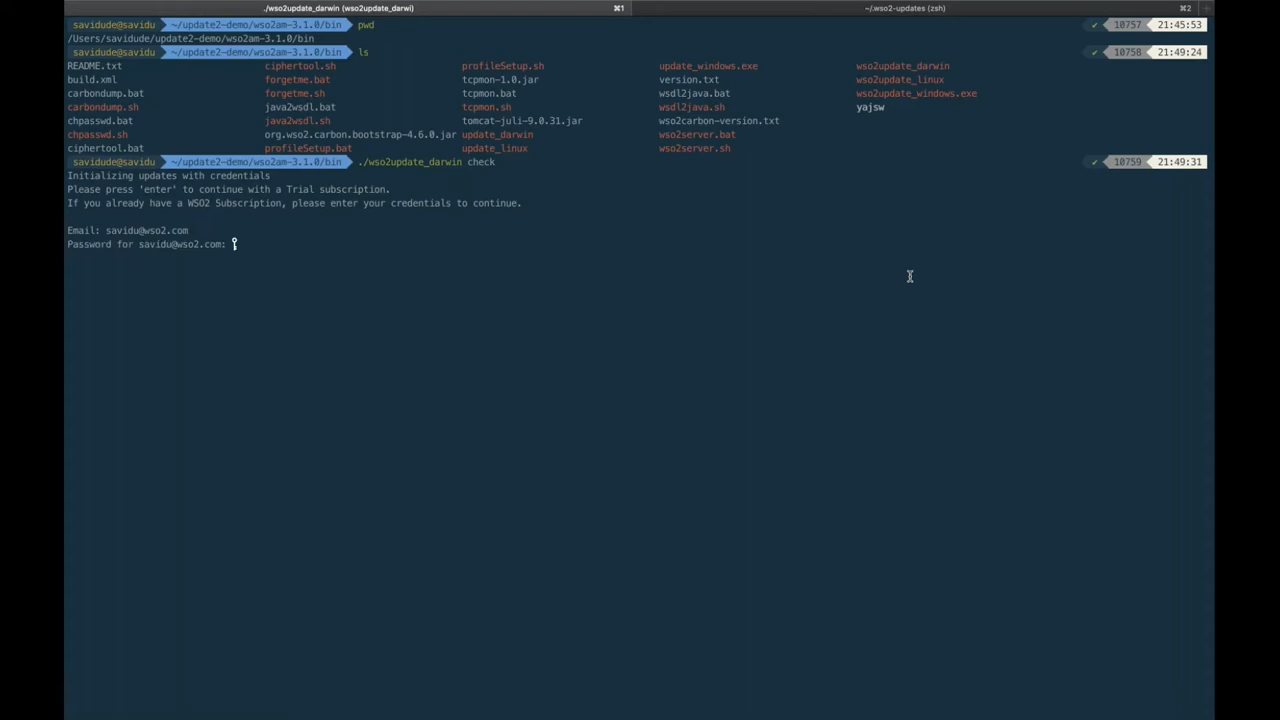 ./wso2update_darwin (wso2update_darwi) ⌘1 ~/.wso2-updates (zsh) ⌘2
savidude@savidu ~/update2-demo/wso2am-3.1.0/bin pwd ✔ 10757 21:45:53
/Users/savidude/update2-demo/wso2am-3.1.0/bin
savidude@savidu ~/update2-demo/wso2am-3.1.0/bin ls ✔ 10758 21:49:24
README.txt ciphertool.sh profileSetup.sh update_windows.exe wso2update_darwin
build.xml forgetme.bat tcpmon-1.0.jar version.txt wso2update_linux
carbondump.bat forgetme.sh tcpmon.bat wsdl2java.bat wso2update_windows.exe
carbondump.sh java2wsdl.bat tcpmon.sh wsdl2java.sh yajsw
chpasswd.bat java2wsdl.sh tomcat-juli-9.0.31.jar wso2carbon-version.txt
chpasswd.sh org.wso2.carbon.bootstrap-4.6.0.jar update_darwin wso2server.bat
ciphertool.bat profileSetup.bat update_linux wso2server.sh
savidude@savidu ~/update2-demo/wso2am-3.1.0/bin ./wso2update_darwin check ✔ 10759 21:49:31
Initializing updates with credentials
Please press 'enter' to continue with a Trial subscription.
If you already have a WSO2 Subscription, please enter your credentials to continue.
Email: savidu@wso2.com
Password for savidu@wso2.com: